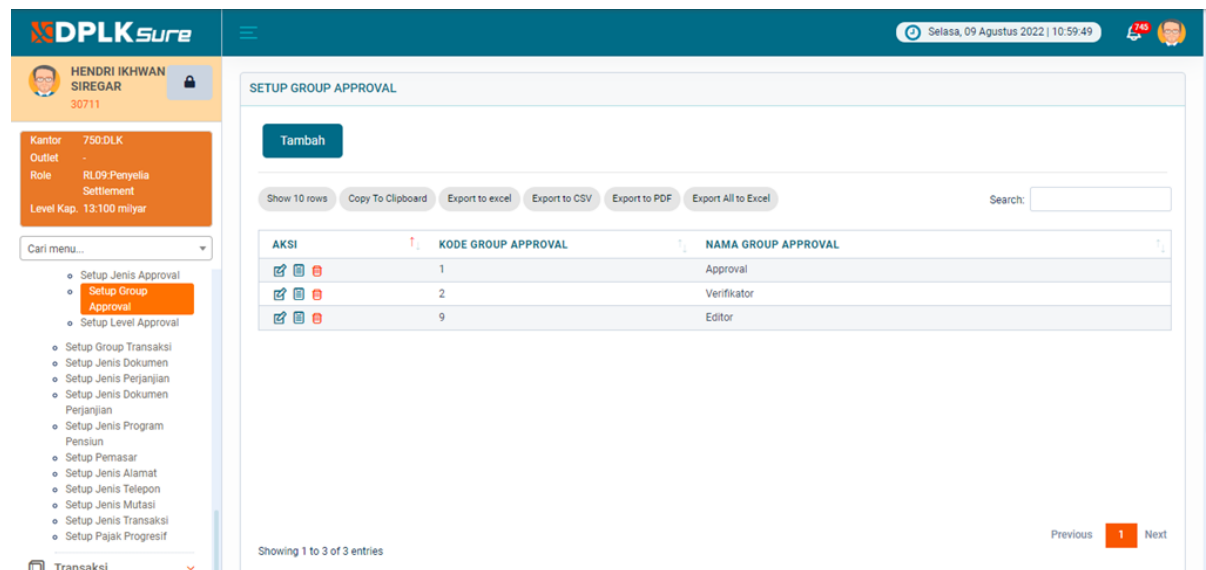 DPLKSure
Selasa, 09 Agustus 2022 | 10:59:49
745
HENDRI IKHWAN
SIREGAR
30711
Kantor 750:DLK
Outlet -
Role RL09:Penyelia
Settlement
Level Kap. 13:100 milyar
Cari menu...
Setup Jenis Approval
Setup Group
Approval
Setup Level Approval
Setup Group Transaksi
Setup Jenis Dokumen
Setup Jenis Perjanjian
Setup Jenis Dokumen
Perjanjian
Setup Jenis Program
Pensiun
Setup Pemasar
Setup Jenis Alamat
Setup Jenis Telepon
Setup Jenis Mutasi
Setup Jenis Transaksi
Setup Pajak Progresif
Transaksi
SETUP GROUP APPROVAL
Tambah
Show 10 rows Copy To Clipboard Export to excel Export to CSV Export to PDF Export All to Excel Search:
AKSI KODE GROUP APPROVAL NAMA GROUP APPROVAL
1 Approval
2 Verifikator
9 Editor
Previous 1 Next
Showing 1 to 3 of 3 entries